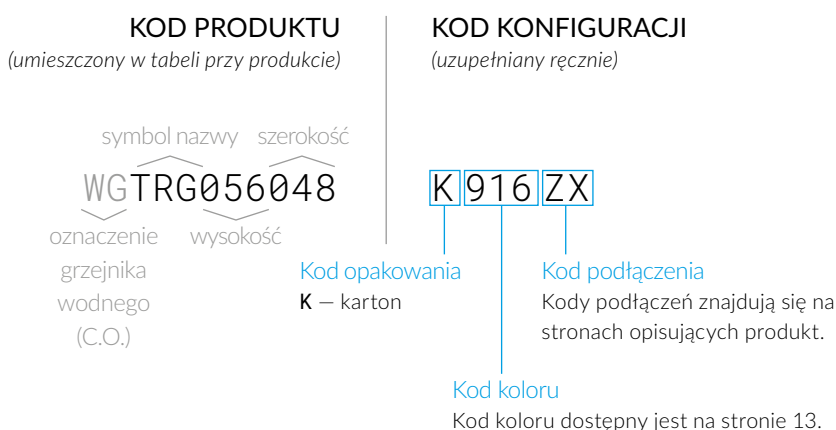 KOD PRODUKTU
(umieszczony w tabeli przy produkcie)
symbol nazwy szerokość
WGTRG056048
oznaczenie
grzejnika
wodnego
(C.O.)
wysokość
KOD KONFIGURACJI
(uzupełniany ręcznie)
K 916 ZX
Kod opakowania
K — karton
Kod podłączenia
Kody podłączeń znajdują się na
stronach opisujących produkt.
Kod koloru
Kod koloru dostępny jest na stronie 13.